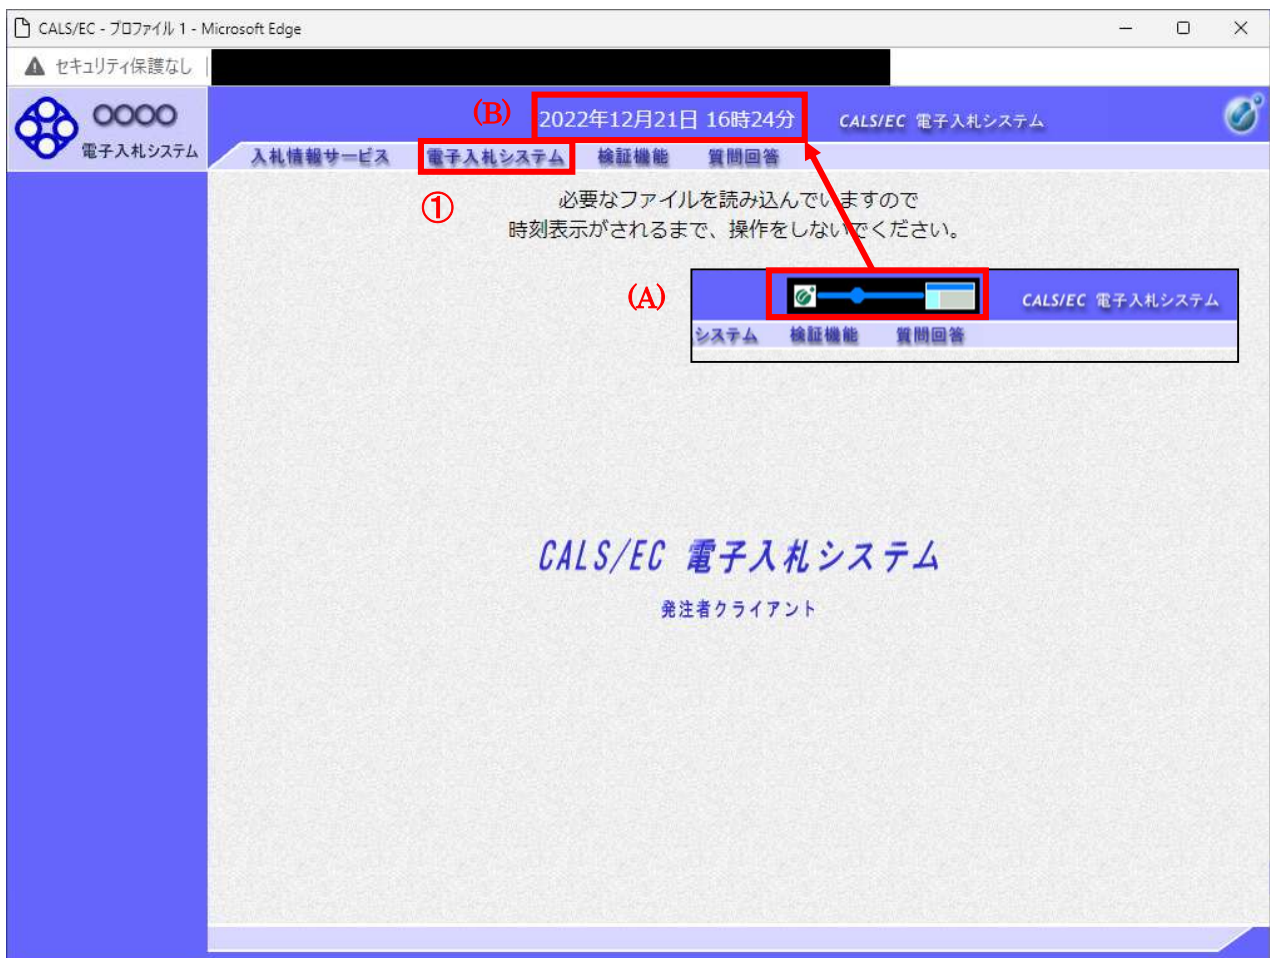 CALS/EC - プロファイル 1 - Microsoft Edge
セキュリティ保護なし
OOOO
電子入札システム
(B)
2022年12月21日 16時24分
CALS/EC 電子入札システム
入札情報サービス 電子入札システム 検証機能 質問回答
①
必要なファイルを読み込んでいますので
時刻表示がされるまで、操作をしないでください。
(A)
CALS/EC 電子入札システム
システム 検証機能 質問回答
CALS/EC 電子入札システム
発注者クライアント